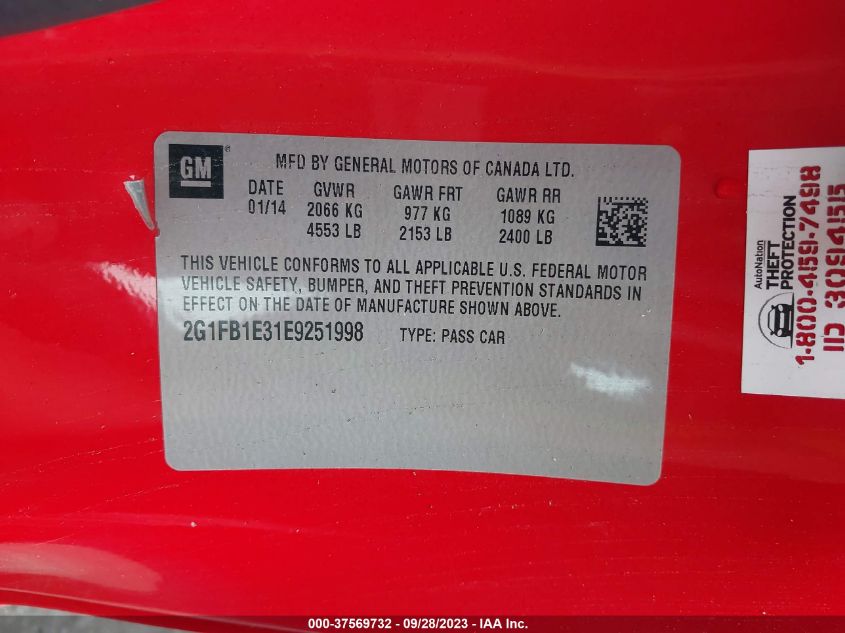 GM®
MFD BY GENERAL MOTORS OF CANADA LTD.
DATE GVWR GAWR FRT GAWR RR
01/14 2066 KG 977 KG 1089 KG
4553 LB 2153 LB 2400 LB
THIS VEHICLE CONFORMS TO ALL APPLICABLE U.S. FEDERAL MOTOR
VEHICLE SAFETY, BUMPER, AND THEFT PREVENTION STANDARDS IN
EFFECT ON THE DATE OF MANUFACTURE SHOWN ABOVE.
2G1FB1E31E9251998 TYPE: PASS CAR
AutoNation
THEFT
PROTECTION
1-800-459-7498
IID 30941515
000-37569732 / 09/28/2023 - IAA Inc.